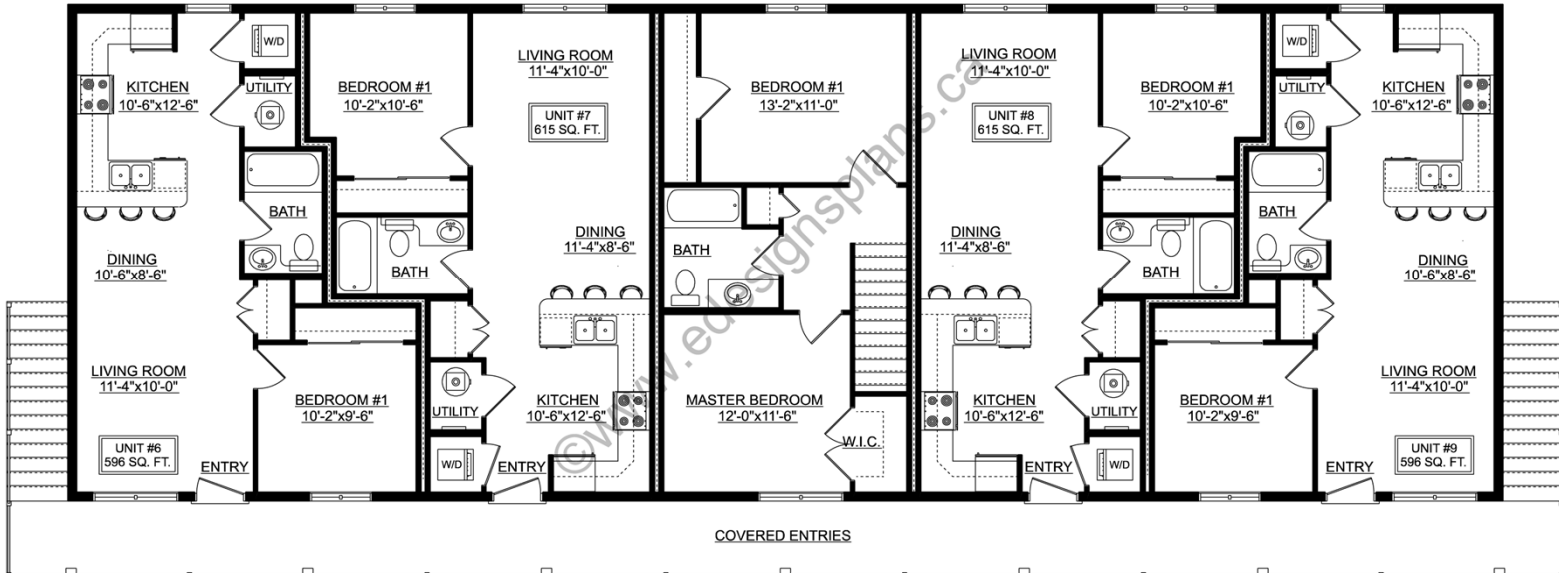 KITCHEN
10'-6"x12'-6"
W/D
UTILITY
BATH
DINING
10'-6"x8'-6"
LIVING ROOM
11'-4"x10'-0"
UNIT #6
596 SQ. FT.
ENTRY
BEDROOM #1
10'-2"x9'-6"
BEDROOM #1
10'-2"x10'-6"
LIVING ROOM
11'-4"x10'-0"
UNIT #7
615 SQ. FT.
DINING
11'-4"x8'-6"
BATH
UTILITY
W/D
KITCHEN
10'-6"x12'-6"
ENTRY
BEDROOM #1
13'-2"x11'-0"
BATH
MASTER BEDROOM
12'-0"x11'-6"
W.I.C.
LIVING ROOM
11'-4"x10'-0"
UNIT #8
615 SQ. FT.
DINING
11'-4"x8'-6"
KITCHEN
10'-6"x12'-6"
ENTRY
BEDROOM #1
10'-2"x10'-6"
BATH
UTILITY
W/D
W/D
UTILITY
KITCHEN
10'-6"x12'-6"
BATH
DINING
10'-6"x8'-6"
BEDROOM #1
10'-2"x9'-6"
LIVING ROOM
11'-4"x10'-0"
UNIT #9
596 SQ. FT.
ENTRY
COVERED ENTRIES
©www.edesignsplans.ca